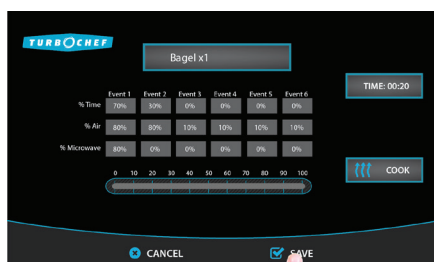 TURBOCHEF
Bagel x1
TIME: 00:20
Event 1 Event 2 Event 3 Event 4 Event 5 Event 6
% Time 70% 30% 0% 0% 0% 0%
% Air 80% 80% 10% 10% 10% 10%
% Microwave 80% 0% 0% 0% 0% 0%
COOK
0 10 20 30 40 50 60 70 80 90 100
CANCEL SAVE